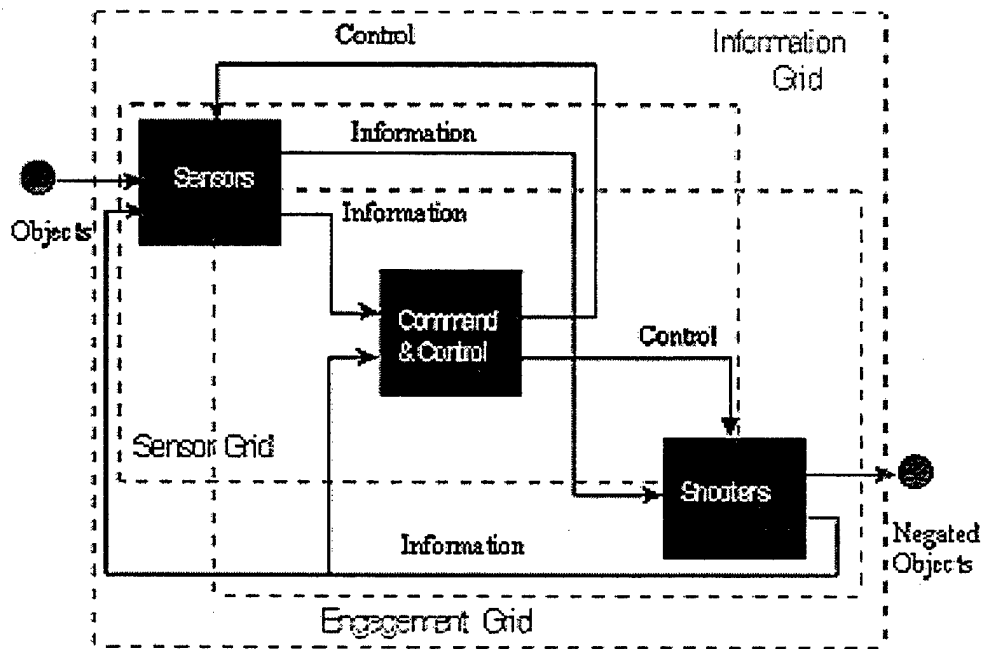 Control
Information
Grid
Information
Sensors
Information
Objects
Command
& Control
Control
Sensor Grid
Shooters
Information
Negated
Objects
Engagement Grid